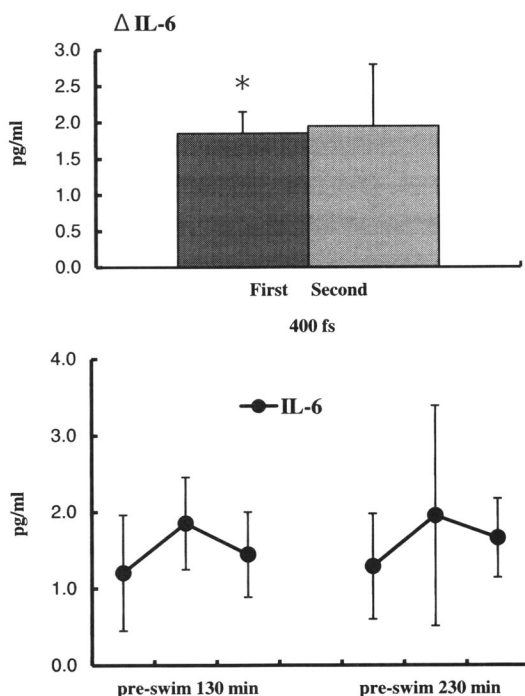 Δ IL-6
3.0
2.5
2.0
1.5
1.0
0.5
0.0
pg/ml
*
First Second
400 fs
4.0
3.0
2.0
1.0
0.0
pg/ml
IL-6
pre-swim 130 min pre-swim 230 min